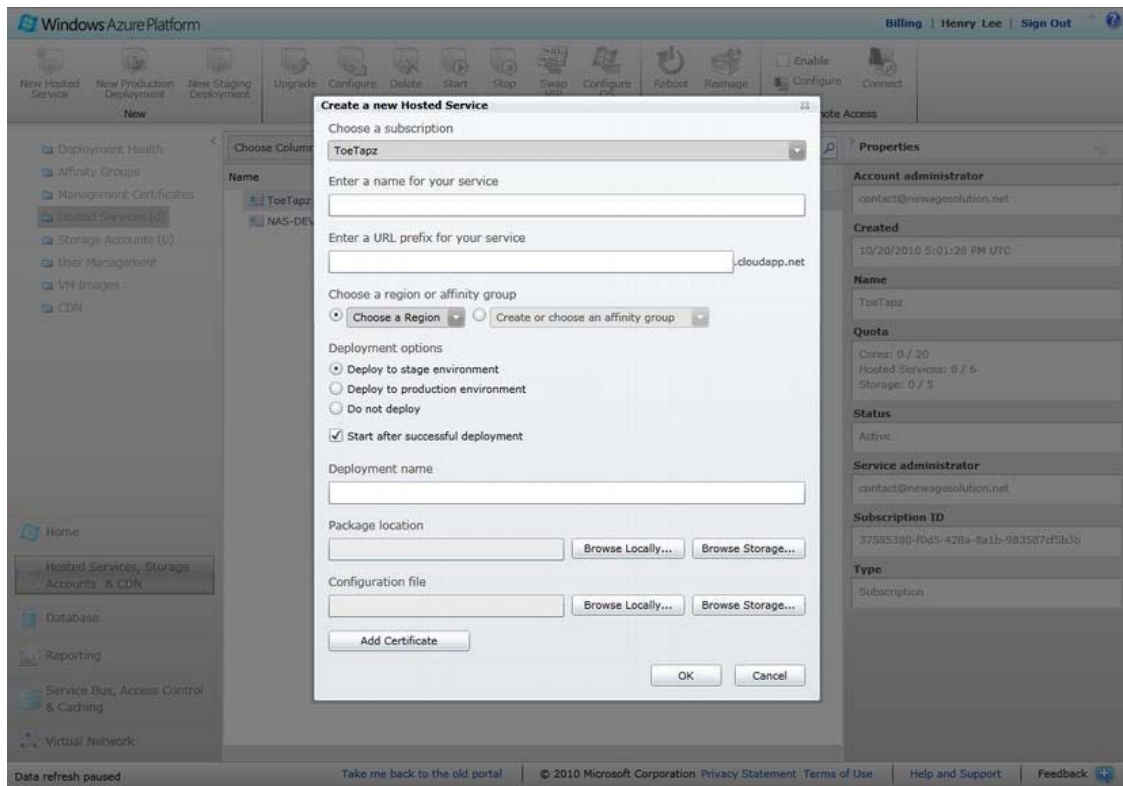 Windows Azure Platform
Billing | Henry Lee | Sign Out
New Hosted Service
New Production Deployment
New Staging Deployment
Upgrade
Configure
Delete
Start
Stop
Swap
Configure
Reboot
Reimage
Enable
Configure
Connect
New
ote Access
Deployment Health
Affinity Groups
Management Certificates
Hosted Services (0)
Storage Accounts (0)
User Management
VM Images
CDN
Choose Column
Name
ToeTapz
NAS-DEV
Create a new Hosted Service
Choose a subscription
ToeTapz
Enter a name for your service
Enter a URL prefix for your service
.cloudapp.net
Choose a region or affinity group
Choose a Region
Create or choose an affinity group
Deployment options
Deploy to stage environment
Deploy to production environment
Do not deploy
Start after successful deployment
Deployment name
Package location
Browse Locally...
Browse Storage...
Configuration file
Browse Locally...
Browse Storage...
Add Certificate
OK
Cancel
Properties
Account administrator
contact@newagesolution.net
Created
10/20/2010 5:01:28 PM UTC
Name
ToeTapz
Quota
Cores: 0 / 20
Hosted Services: 0 / 6
Storage: 0 / 5
Status
Active
Service administrator
contact@newagesolution.net
Subscription ID
Type
Subscription
Home
Hosted Services, Storage Accounts & CDN
Database
Reporting
Service Bus, Access Control & Caching
Virtual Network
Data refresh paused
Take me back to the old portal
© 2010 Microsoft Corporation Privacy Statement Terms of Use
Help and Support
Feedback